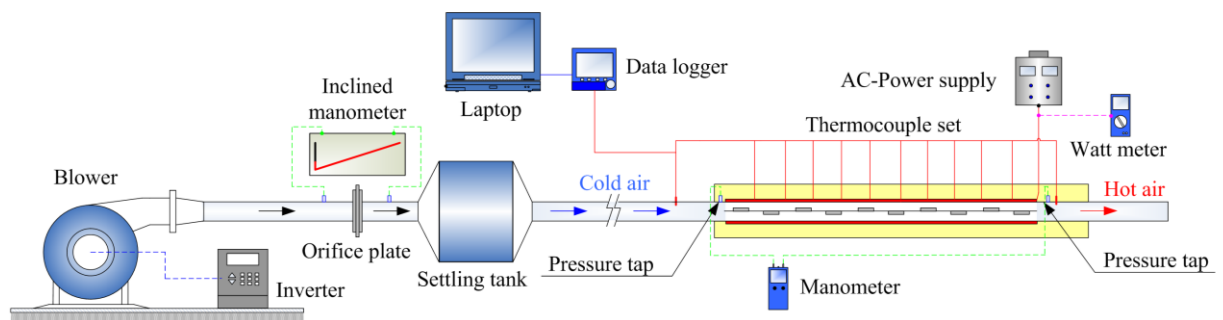 Blower
Inverter
Inclined
manometer
Orifice plate
Settling tank
Laptop
Data logger
Cold air
Thermocouple set
AC-Power supply
Watt meter
Hot air
Pressure tap
Manometer
Pressure tap